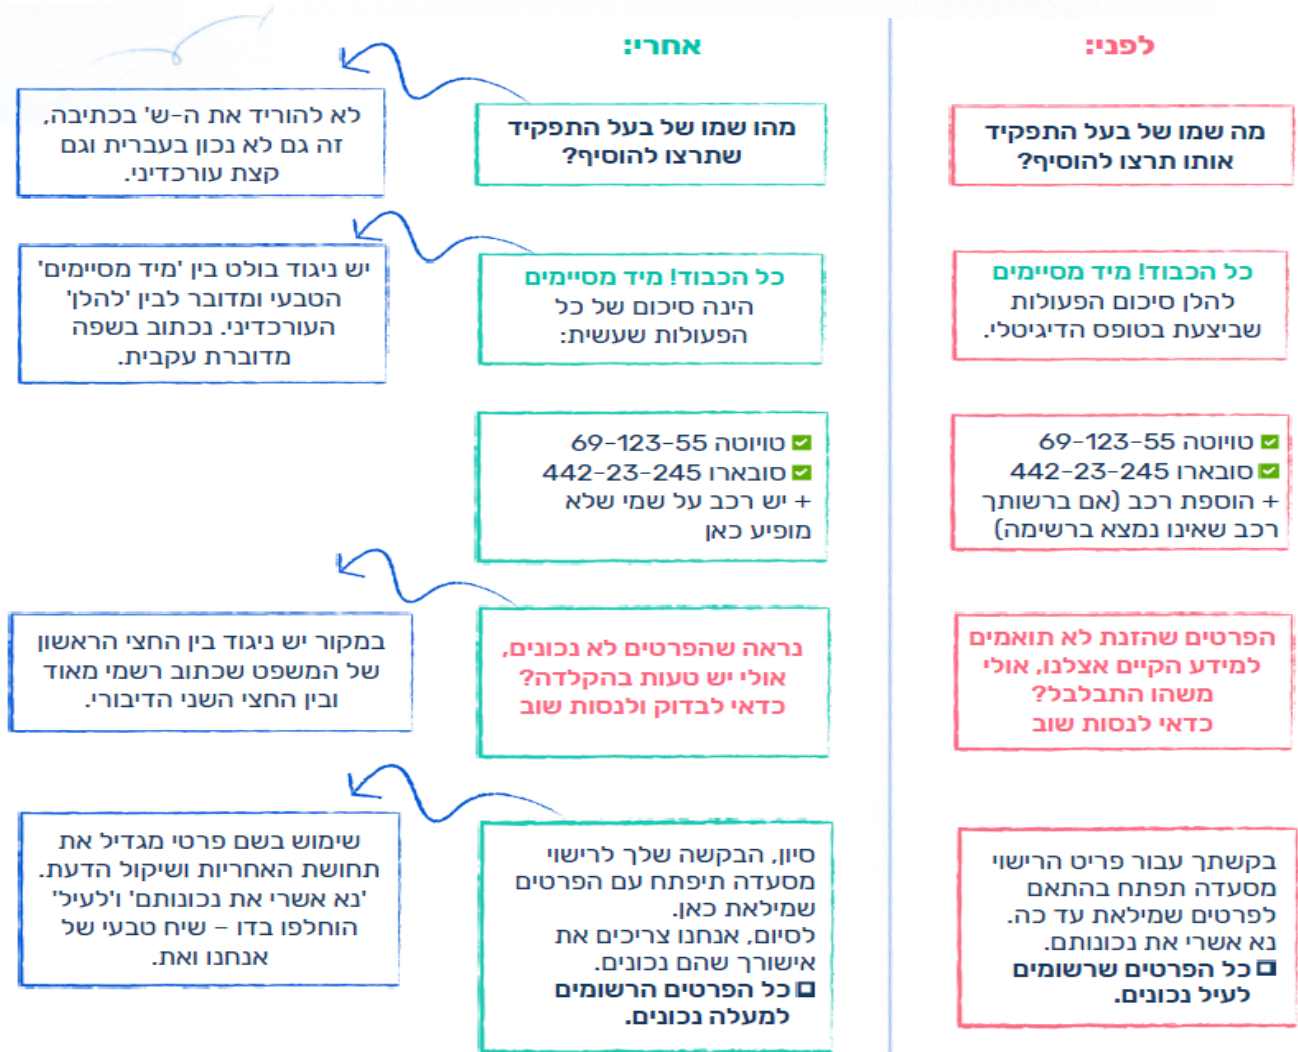 לפני:
אחרי:
מה שמו של בעל התפקיד
אותו תרצו להוסיף?
מהו שמו של בעל התפקיד
שתרצו להוסיף?
לא להוריד את ה-ש' בכתיבה,
זה גם לא נכון בעברית וגם
קצת עורכדיני.
כל הכבוד! מיד מסיימים
להלן סיכום הפעולות
שביצעת בטופס הדיגיטלי.
כל הכבוד! מיד מסיימים
הינה סיכום של כל
הפעולות שעשית:
יש ניגוד בולט בין 'מיד מסיימים'
הטבעי ומדובר לבין 'להלן'
העורכדיני. נכתוב בשפה
מדוברת עקבית.
✅ טויוטה 69-123-55
✅ סובארו 442-23-245
+ הוספת רכב (אם ברשותך
רכב שאינו נמצא ברשימה)
✅ טויוטה 69-123-55
✅ סובארו 442-23-245
+ יש רכב על שמי שלא
מופיע כאן
הפרטים שהזנת לא תואמים
למידע הקיים אצלנו, אולי
משהו התבלבל?
כדאי לנסות שוב
נראה שהפרטים לא נכונים,
אולי יש טעות בהקלדה?
כדאי לבדוק ולנסות שוב
במקור יש ניגוד בין החצי הראשון
של המשפט שכתוב רשמי מאוד
ובין החצי השני הדיבורי.
בקשתך עבור פריט הרישוי
מסעדה תפתח בהתאם
לפרטים שמילאת עד כה.
נא אשרי את נכונותם.
כל הפרטים שרשומים
לעיל נכונים.
סיון, הבקשה שלך לרישוי
מסעדה תיפתח עם הפרטים
שמילאת כאן.
לסיום, אנחנו צריכים את
אישורך שהם נכונים.
כל הפרטים הרשומים
למעלה נכונים.
שימוש בשם פרטי מגדיל את
תחושת האחריות ושיקול הדעת.
'נא אשרי את נכונותם' ו'לעיל'
הוחלפו בדו – שיח טבעי של
אנחנו ואת.